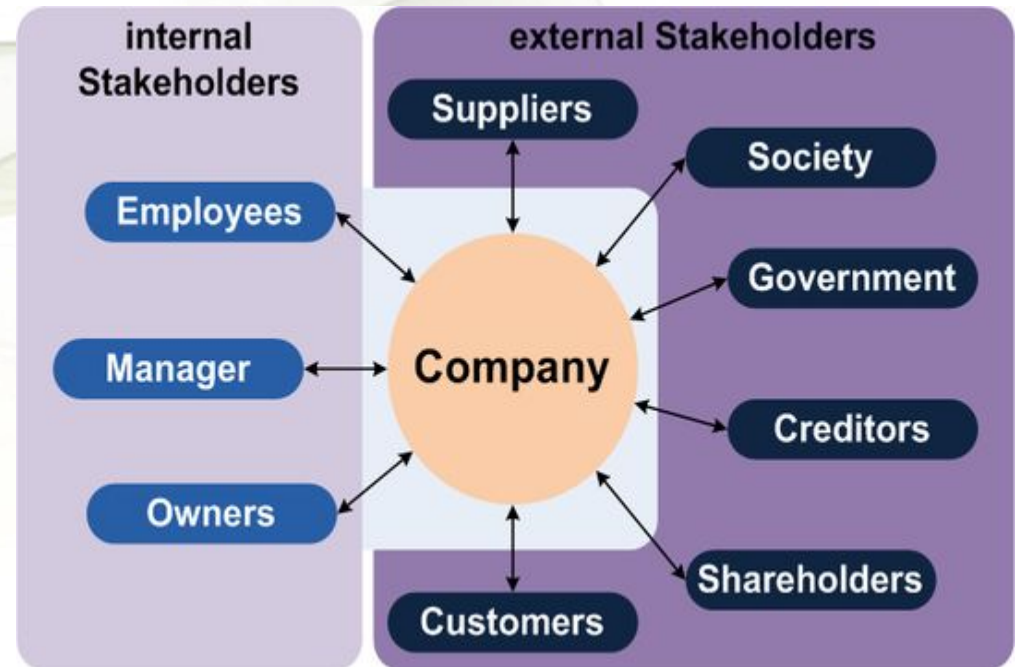 internal
Stakeholders
external Stakeholders
Suppliers
Society
Employees
Government
Manager
Company
Creditors
Owners
Shareholders
Customers